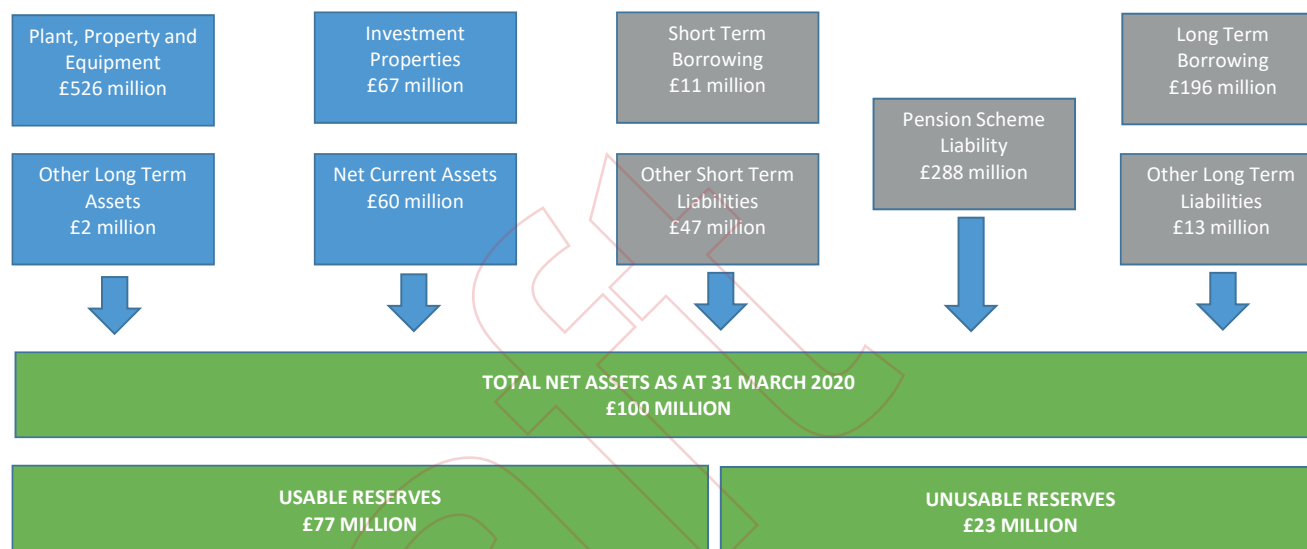 Plant, Property and
Equipment
£526 million
Investment
Properties
£67 million
Short Term
Borrowing
£11 million
Long Term
Borrowing
£196 million
Pension Scheme
Liability
£288 million
Other Long Term
Assets
£2 million
Net Current Assets
£60 million
Other Short Term
Liabilities
£47 million
Other Long Term
Liabilities
£13 million
TOTAL NET ASSETS AS AT 31 MARCH 2020
£100 MILLION
USABLE RESERVES
£77 MILLION
UNUSABLE RESERVES
£23 MILLION